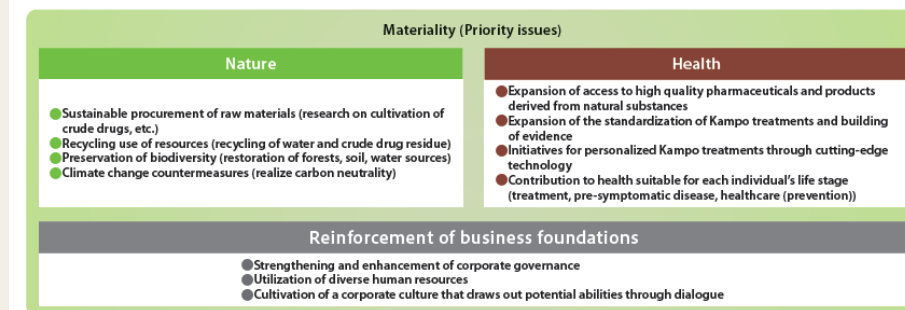 Materiality (Priority issues)
Nature
●Sustainable procurement of raw materials (research on cultivation of
crude drugs, etc.)
●Recycling use of resources (recycling of water and crude drug residue)
●Preservation of biodiversity (restoration of forests, soil, water sources)
●Climate change countermeasures (realize carbon neutrality)
Health
●Expansion of access to high quality pharmaceuticals and products
derived from natural substances
●Expansion of the standardization of Kampo treatments and building
of evidence
●Initiatives for personalized Kampo treatments through cutting-edge
technology
●Contribution to health suitable for each individual's life stage
(treatment, pre-symptomatic disease, healthcare (prevention))
Reinforcement of business foundations
●Strengthening and enhancement of corporate governance
●Utilization of diverse human resources
●Cultivation of a corporate culture that draws out potential abilities through dialogue